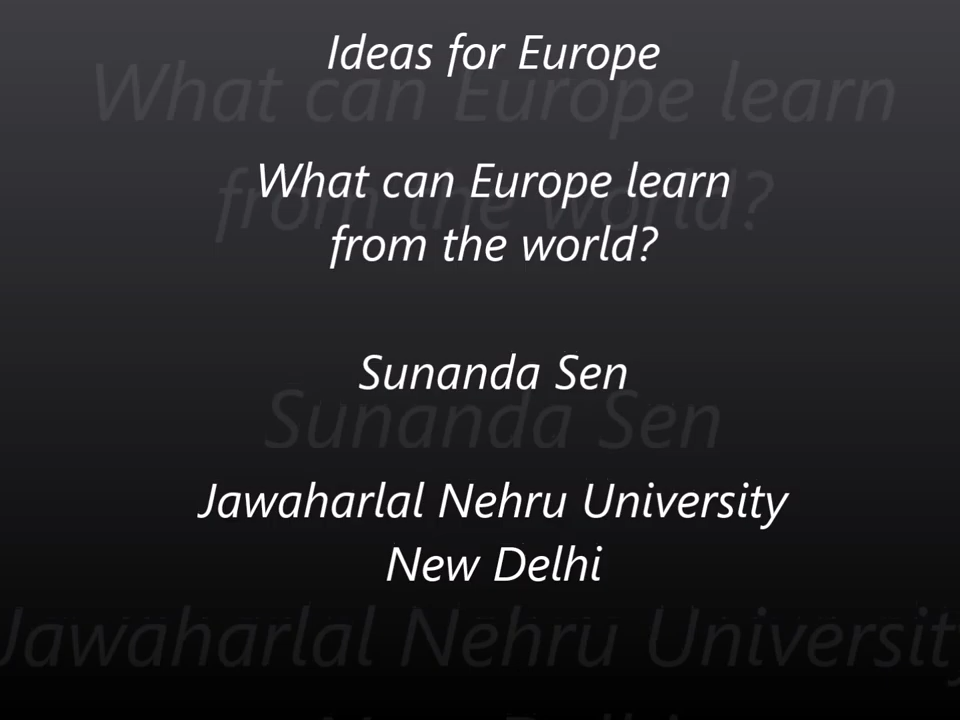 Ideas for Europe
What can Europe learn
from the world?
Sunanda Sen
Jawaharlal Nehru University
New Delhi